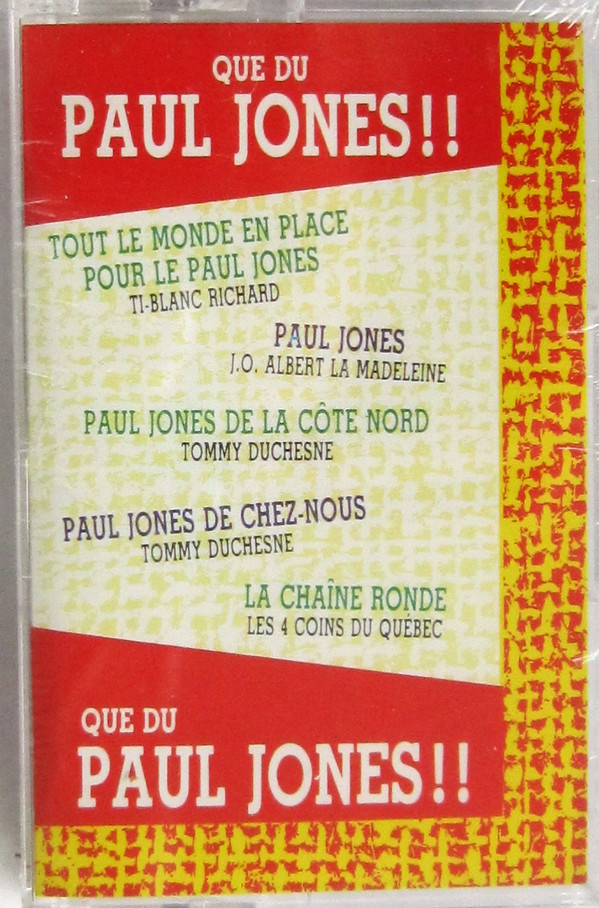 QUE DU
PAUL JONES!!
TOUT LE MONDE EN PLACE
POUR LE PAUL JONES
TI-BLANC RICHARD
PAUL JONES
J.O. ALBERT LA MADELEINE
PAUL JONES DE LA CÔTE NORD
TOMMY DUCHESNE
PAUL JONES DE CHEZ-NOUS
TOMMY DUCHESNE
LA CHAÎNE RONDE
LES 4 COINS DU QUÉBEC
QUE DU
PAUL JONES!!